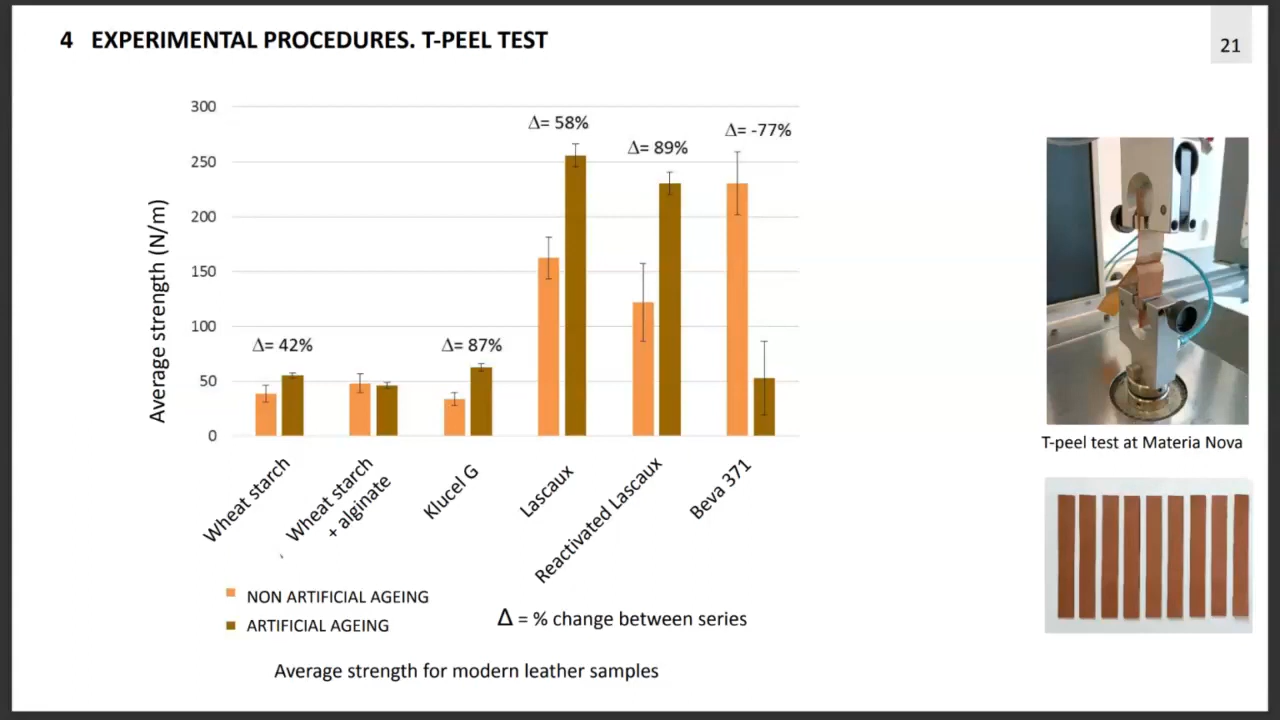 4 EXPERIMENTAL PROCEDURES. T-PEEL TEST
21
Average strength (N/m)
300
250
200
150
100
50
0
Δ= 42%
Δ= 87%
Δ= 58%
Δ= 89%
Δ= -77%
Wheat starch
Wheat starch
+ alginate
Klucel G
Lascaux
Reactivated Lascaux
Beva 371
NON ARTIFICIAL AGEING
ARTIFICIAL AGEING
Δ = % change between series
Average strength for modern leather samples
T-peel test at Materia Nova